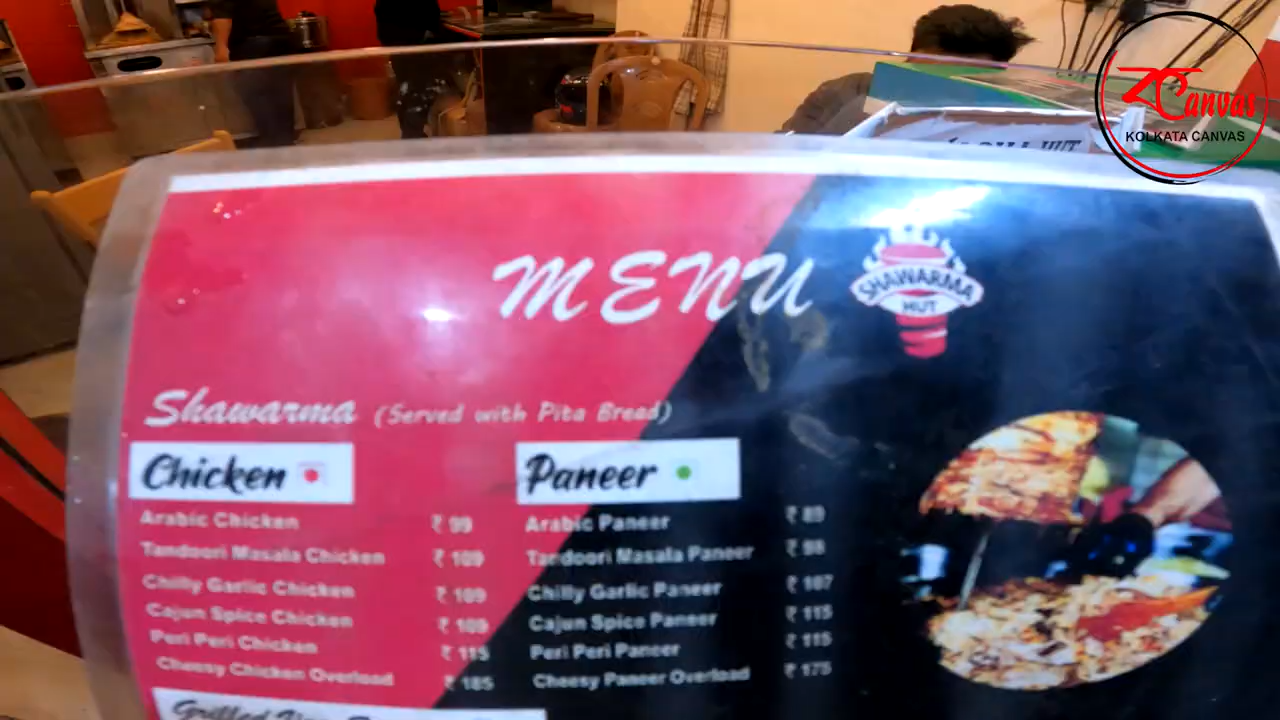 Canvas
KOLKATA CANVAS
HUT
MENU
SHAWARMA
HUT
Shawarma (Served with Pita Bread)
Chicken
Arabic Chicken ₹ 99
Tandoori Masala Chicken ₹ 109
Chilly Garlic Chicken ₹ 109
Cajun Spice Chicken ₹ 109
Peri Peri Chicken ₹ 115
Cheesy Chicken Overload ₹ 185
Paneer
Arabic Paneer ₹ 89
Tandoori Masala Paneer ₹ 98
Chilly Garlic Paneer ₹ 107
Cajun Spice Paneer ₹ 115
Peri Peri Paneer ₹ 115
Cheesy Paneer Overload ₹ 175
Grilled